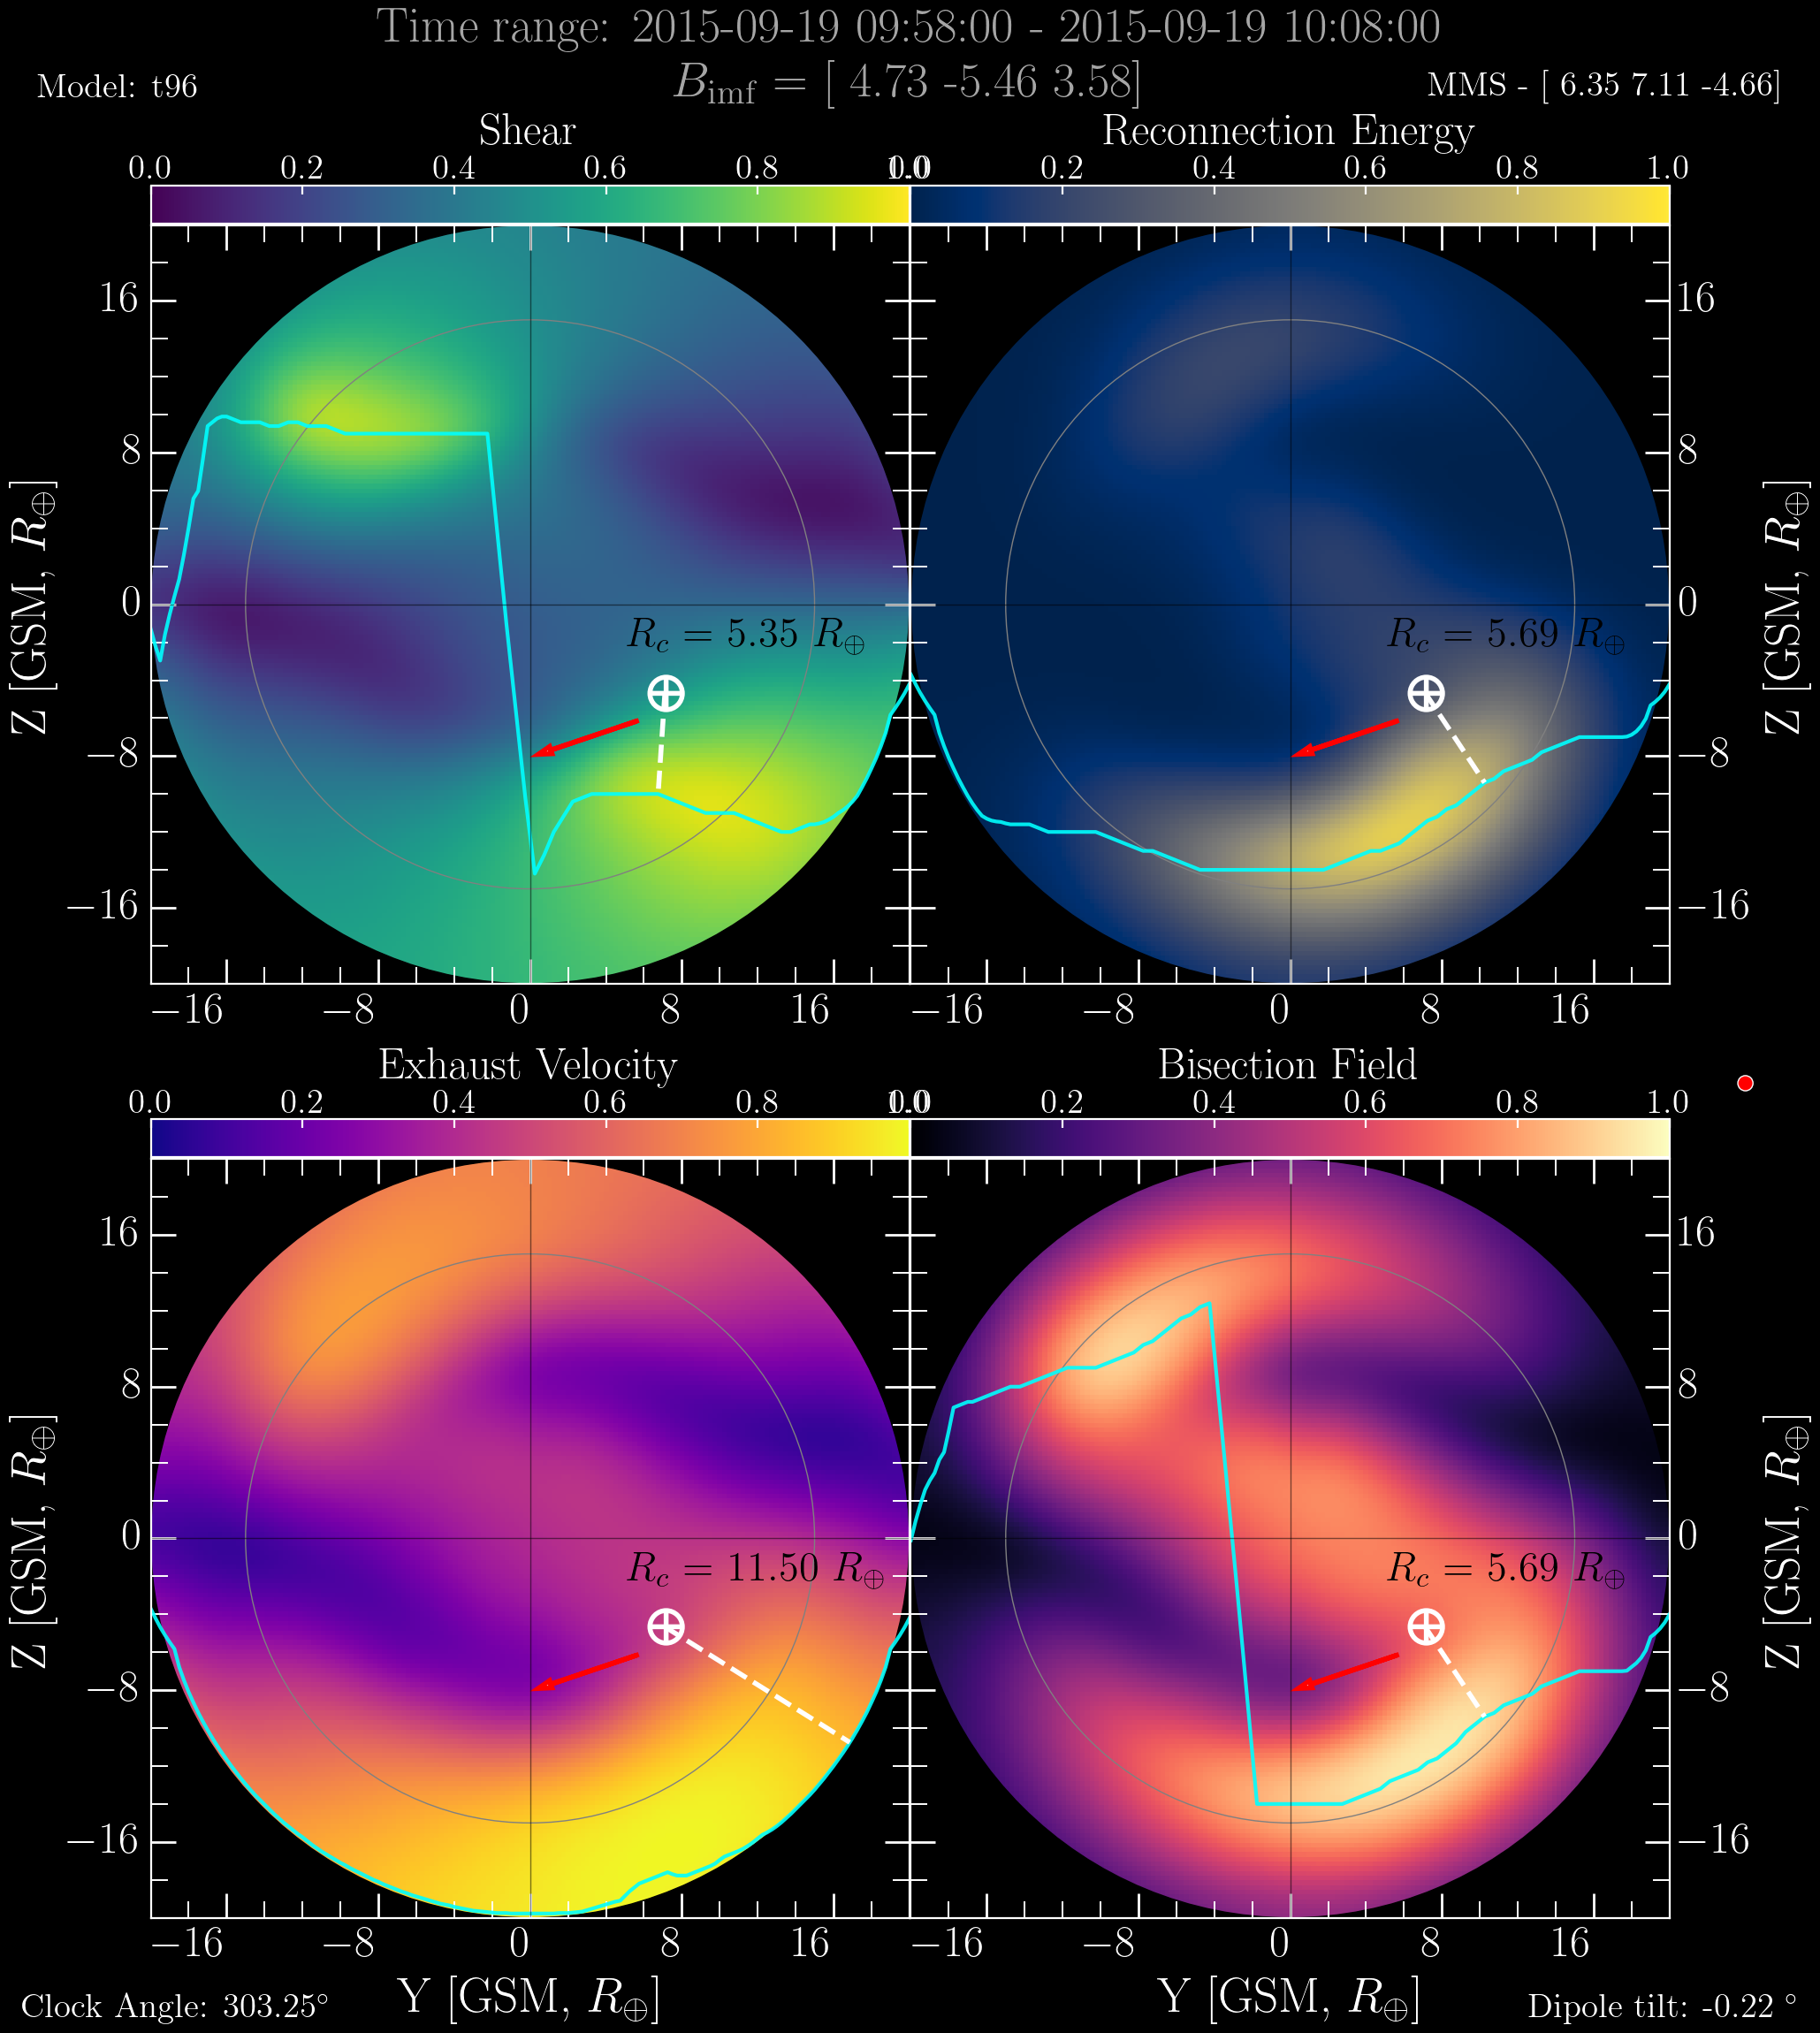 Time range: 2015-09-19 09:58:00 - 2015-09-19 10:08:00
Model: t96
B_imf = [ 4.73 -5.46 3.58]
MMS - [ 6.35 7.11 -4.66]
Shear
Reconnection Energy
0.0 0.2 0.4 0.6 0.8 1.0
0.0 0.2 0.4 0.6 0.8 1.0
16
8
0
−8
−16
Z [GSM, R⊕]
R_c = 5.35 R⊕
R_c = 5.69 R⊕
16
8
0
−8
−16
Z [GSM, R⊕]
−16 −8 0 8 16
−16 −8 0 8 16
Exhaust Velocity
Bisection Field
0.0 0.2 0.4 0.6 0.8 1.0
0.0 0.2 0.4 0.6 0.8 1.0
16
8
0
−8
−16
Z [GSM, R⊕]
R_c = 11.50 R⊕
R_c = 5.69 R⊕
16
8
0
−8
−16
Z [GSM, R⊕]
−16 −8 0 8 16
−16 −8 0 8 16
Y [GSM, R⊕]
Y [GSM, R⊕]
Clock Angle: 303.25°
Dipole tilt: -0.22 °